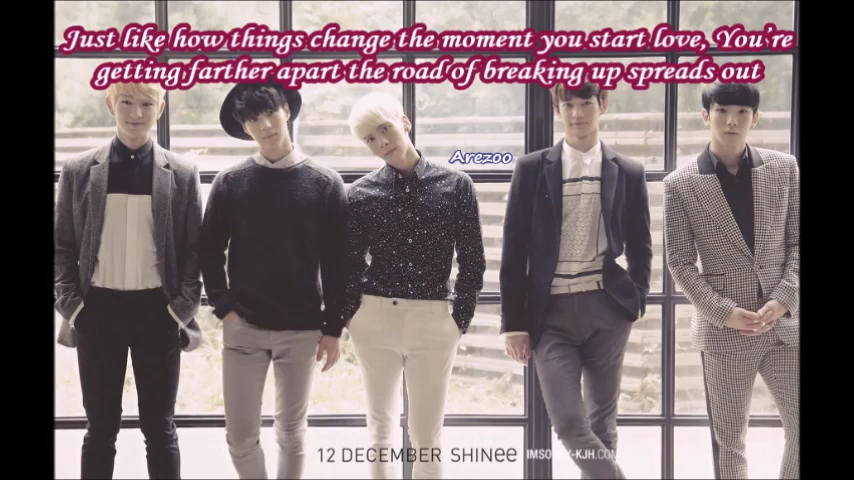 Just like how things change the moment you start love, You're
getting farther apart the road of breaking up spreads out
Arezoo
12 DECEMBER SHINee